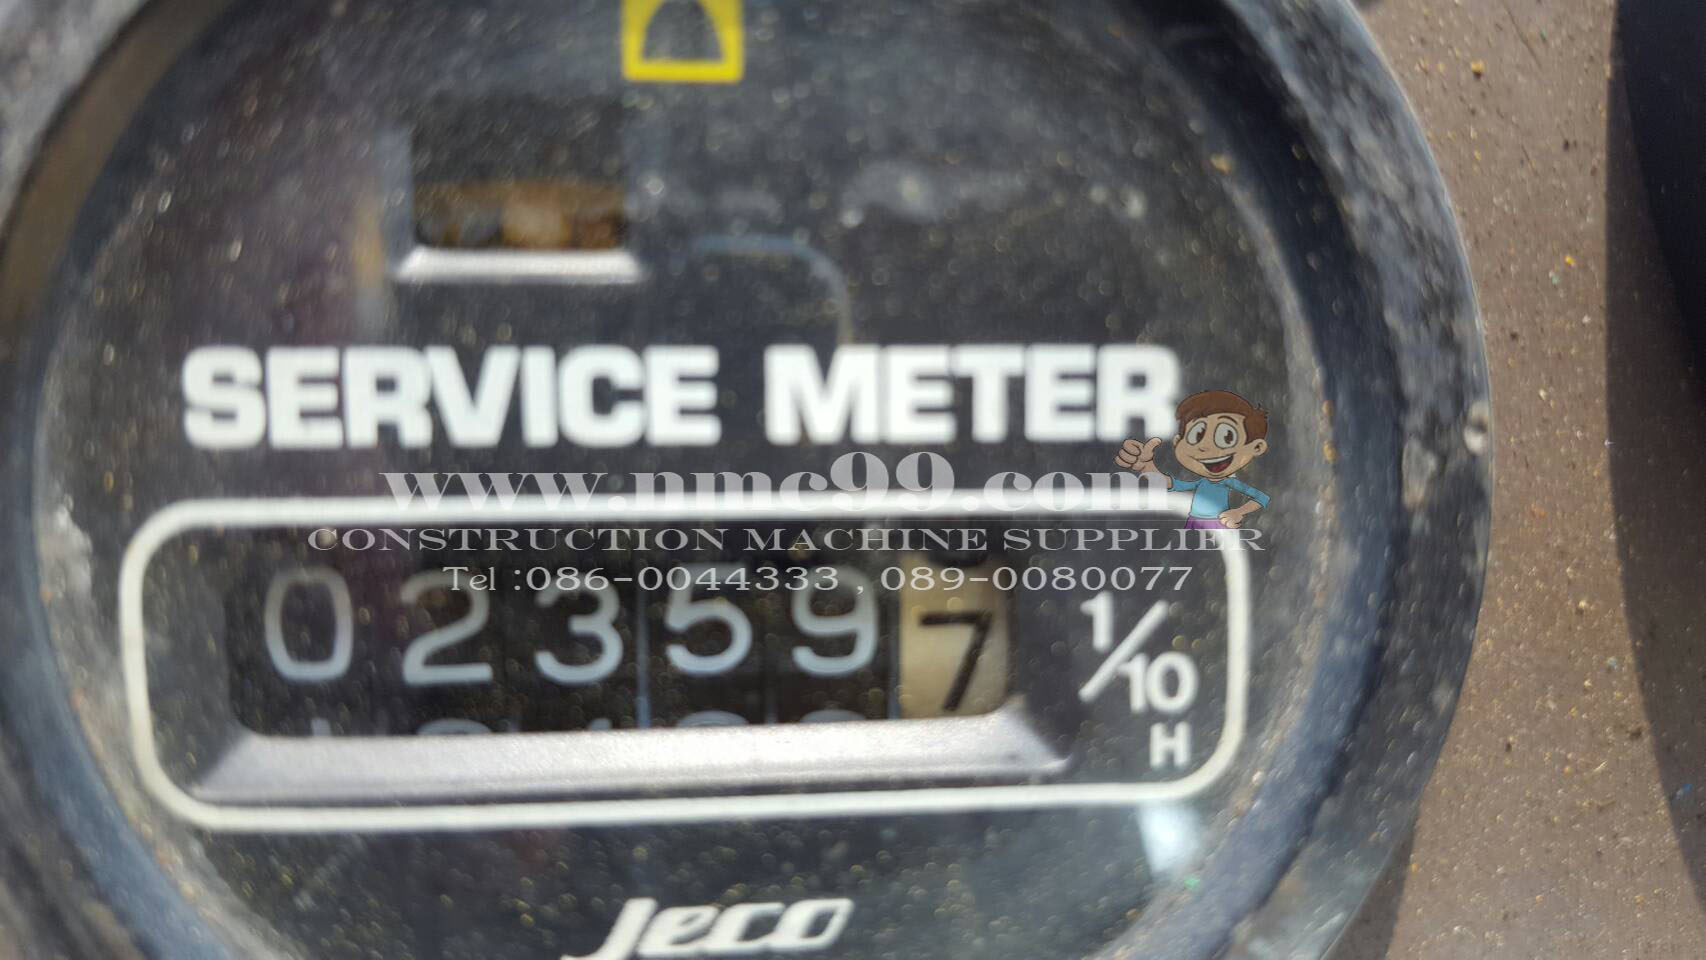 SERVICE METER
www.nmc99.com
CONSTRUCTION MACHINE SUPPLIER
Tel :086-0044333 , 089-0080077
023597
1/10
H
Jeco